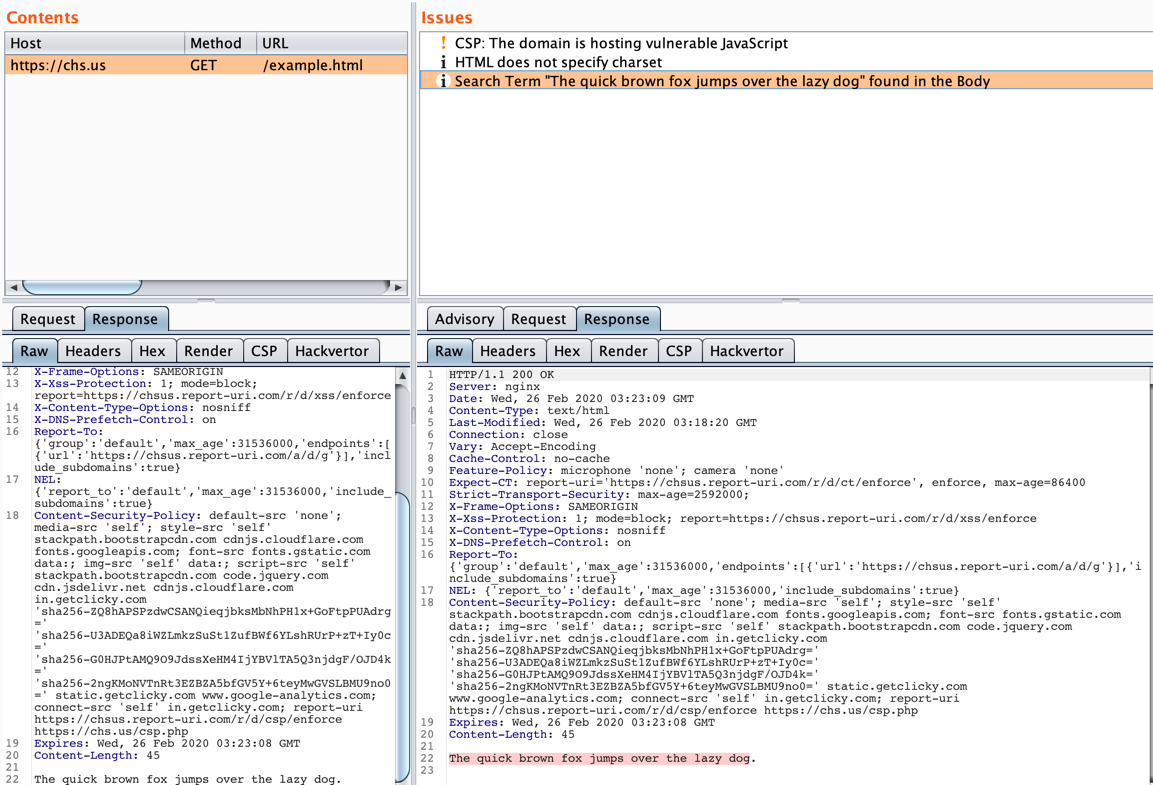 Contents
Host Method URL
https://chs.us GET /example.html
Request Response
Raw Headers Hex Render CSP Hackvertor
12 X-Frame-Options: SAMEORIGIN
13 X-Xss-Protection: 1; mode=block;
report=https://chsus.report-uri.com/r/d/xss/enforce
14 X-Content-Type-Options: nosniff
15 X-DNS-Prefetch-Control: on
16 Report-To:
{'group':'default','max_age':31536000,'endpoints':[
{'url':'https://chsus.report-uri.com/a/d/g'}],'incl
ude_subdomains':true}
17 NEL:
{'report_to':'default','max_age':31536000,'include_
subdomains':true}
18 Content-Security-Policy: default-src 'none';
media-src 'self'; style-src 'self'
stackpath.bootstrapcdn.com cdnjs.cloudflare.com
fonts.googleapis.com; font-src fonts.gstatic.com
data:; img-src 'self' data:; script-src 'self'
stackpath.bootstrapcdn.com code.jquery.com
cdn.jsdelivr.net cdnjs.cloudflare.com
in.getclicky.com
'sha256-ZQ8hAPSPzdwCSANQieqjbksMbNhPH1x+GoFtpPUAdrg
='
'sha256-U3ADEQa8iWZLmkzSuSt1ZufBWf6YLshRUrP+zT+Iy0c
='
'sha256-G0HJPtAMQ9O9JdssXeHM4IjYBVlTA5Q3njdgF/OJD4k
='
'sha256-2ngKMoNVTnRt3EZBZA5bfGV5Y+6teyMwGVSLBMU9no0
=' static.getclicky.com www.google-analytics.com;
connect-src 'self' in.getclicky.com; report-uri
https://chsus.report-uri.com/r/d/csp/enforce
https://chs.us/csp.php
19 Expires: Wed, 26 Feb 2020 03:23:08 GMT
20 Content-Length: 45
21
22 The quick brown fox jumps over the lazy dog.
Issues
! CSP: The domain is hosting vulnerable JavaScript
i HTML does not specify charset
i Search Term "The quick brown fox jumps over the lazy dog" found in the Body
Advisory Request Response
Raw Headers Hex Render CSP Hackvertor
1 HTTP/1.1 200 OK
2 Server: nginx
3 Date: Wed, 26 Feb 2020 03:23:09 GMT
4 Content-Type: text/html
5 Last-Modified: Wed, 26 Feb 2020 03:18:20 GMT
6 Connection: close
7 Vary: Accept-Encoding
8 Cache-Control: no-cache
9 Feature-Policy: microphone 'none'; camera 'none'
10 Expect-CT: report-uri='https://chsus.report-uri.com/r/d/ct/enforce', enforce, max-age=86400
11 Strict-Transport-Security: max-age=2592000;
12 X-Frame-Options: SAMEORIGIN
13 X-Xss-Protection: 1; mode=block; report=https://chsus.report-uri.com/r/d/xss/enforce
14 X-Content-Type-Options: nosniff
15 X-DNS-Prefetch-Control: on
16 Report-To:
{'group':'default','max_age':31536000,'endpoints':[{'url':'https://chsus.report-uri.com/a/d/g'}],'i
nclude_subdomains':true}
17 NEL: {'report_to':'default','max_age':31536000,'include_subdomains':true}
18 Content-Security-Policy: default-src 'none'; media-src 'self'; style-src 'self'
stackpath.bootstrapcdn.com cdnjs.cloudflare.com fonts.googleapis.com; font-src fonts.gstatic.com
data:; img-src 'self' data:; script-src 'self' stackpath.bootstrapcdn.com code.jquery.com
cdn.jsdelivr.net cdnjs.cloudflare.com in.getclicky.com
'sha256-ZQ8hAPSPzdwCSANQieqjbksMbNhPH1x+GoFtpPUAdrg='
'sha256-U3ADEQa8iWZLmkzSuSt1ZufBWf6YLshRUrP+zT+Iy0c='
'sha256-G0HJPtAMQ9O9JdssXeHM4IjYBVlTA5Q3njdgF/OJD4k='
'sha256-2ngKMoNVTnRt3EZBZA5bfGV5Y+6teyMwGVSLBMU9no0=' static.getclicky.com
www.google-analytics.com; connect-src 'self' in.getclicky.com; report-uri
https://chsus.report-uri.com/r/d/csp/enforce https://chs.us/csp.php
19 Expires: Wed, 26 Feb 2020 03:23:08 GMT
20 Content-Length: 45
21
22 The quick brown fox jumps over the lazy dog.
23